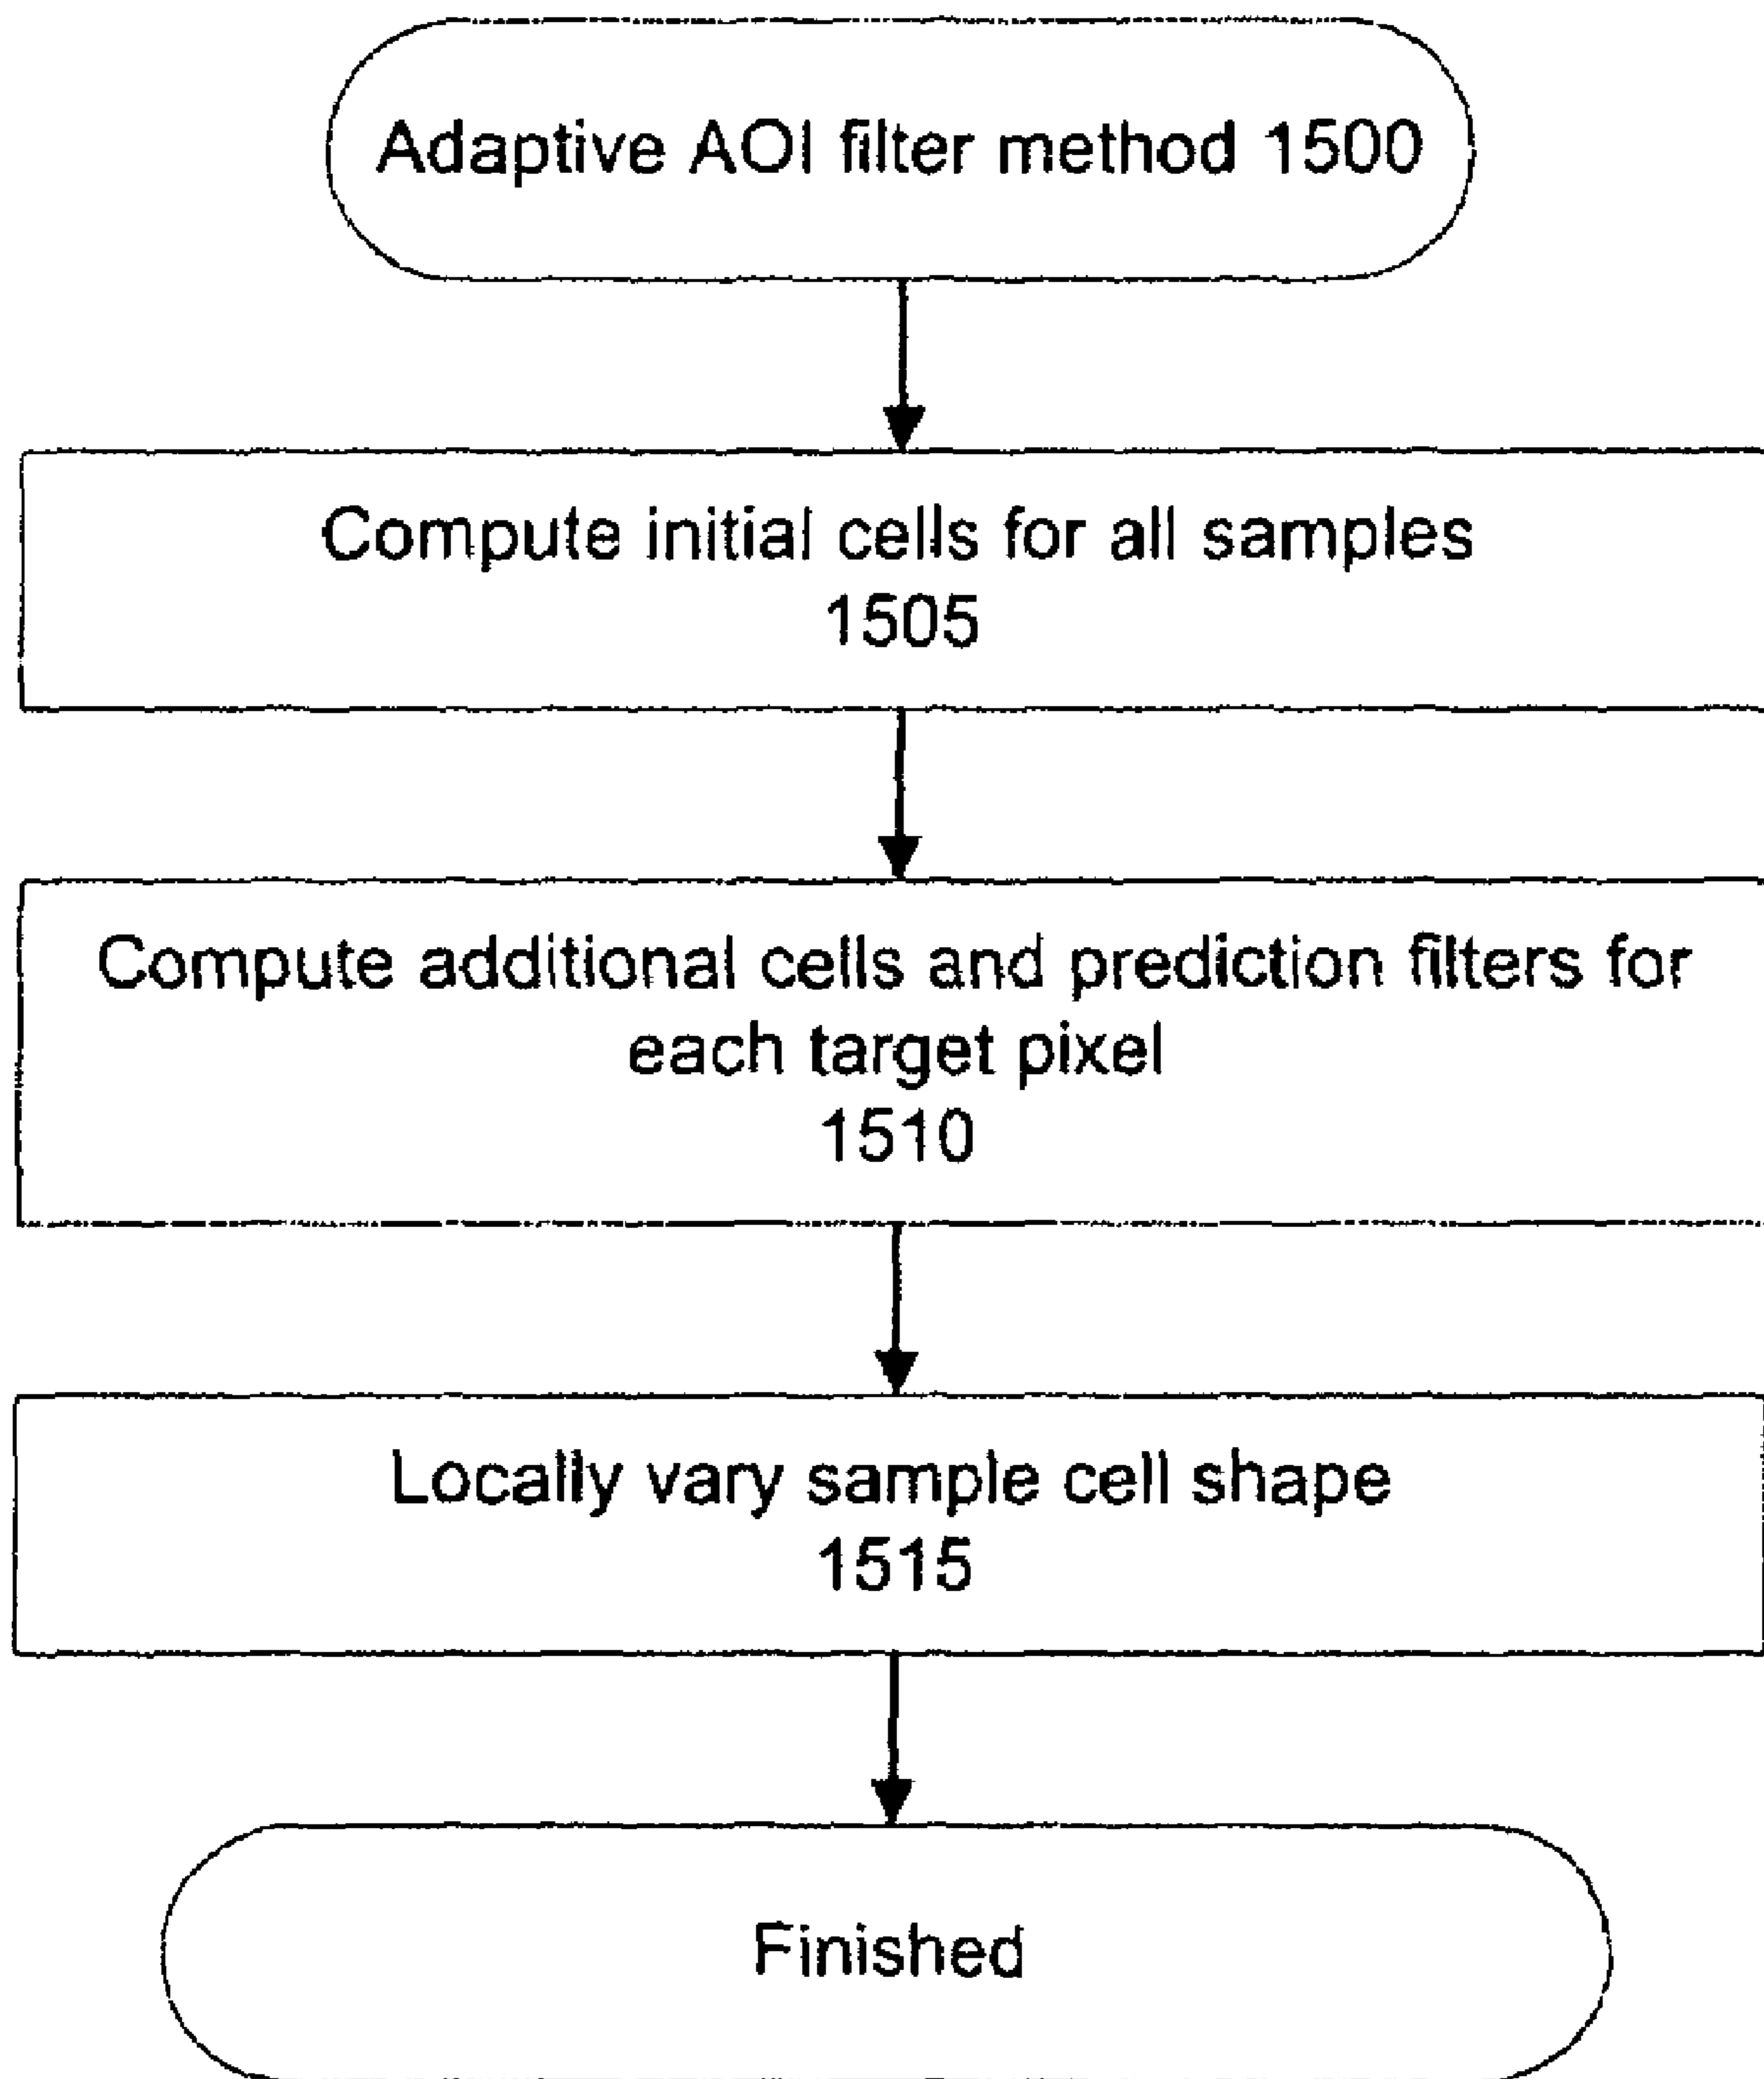 Adaptive AOI filter method 1500
Compute initial cells for all samples
1505
Compute additional cells and prediction filters for
each target pixel
1510
Locally vary sample cell shape
1515
Finished